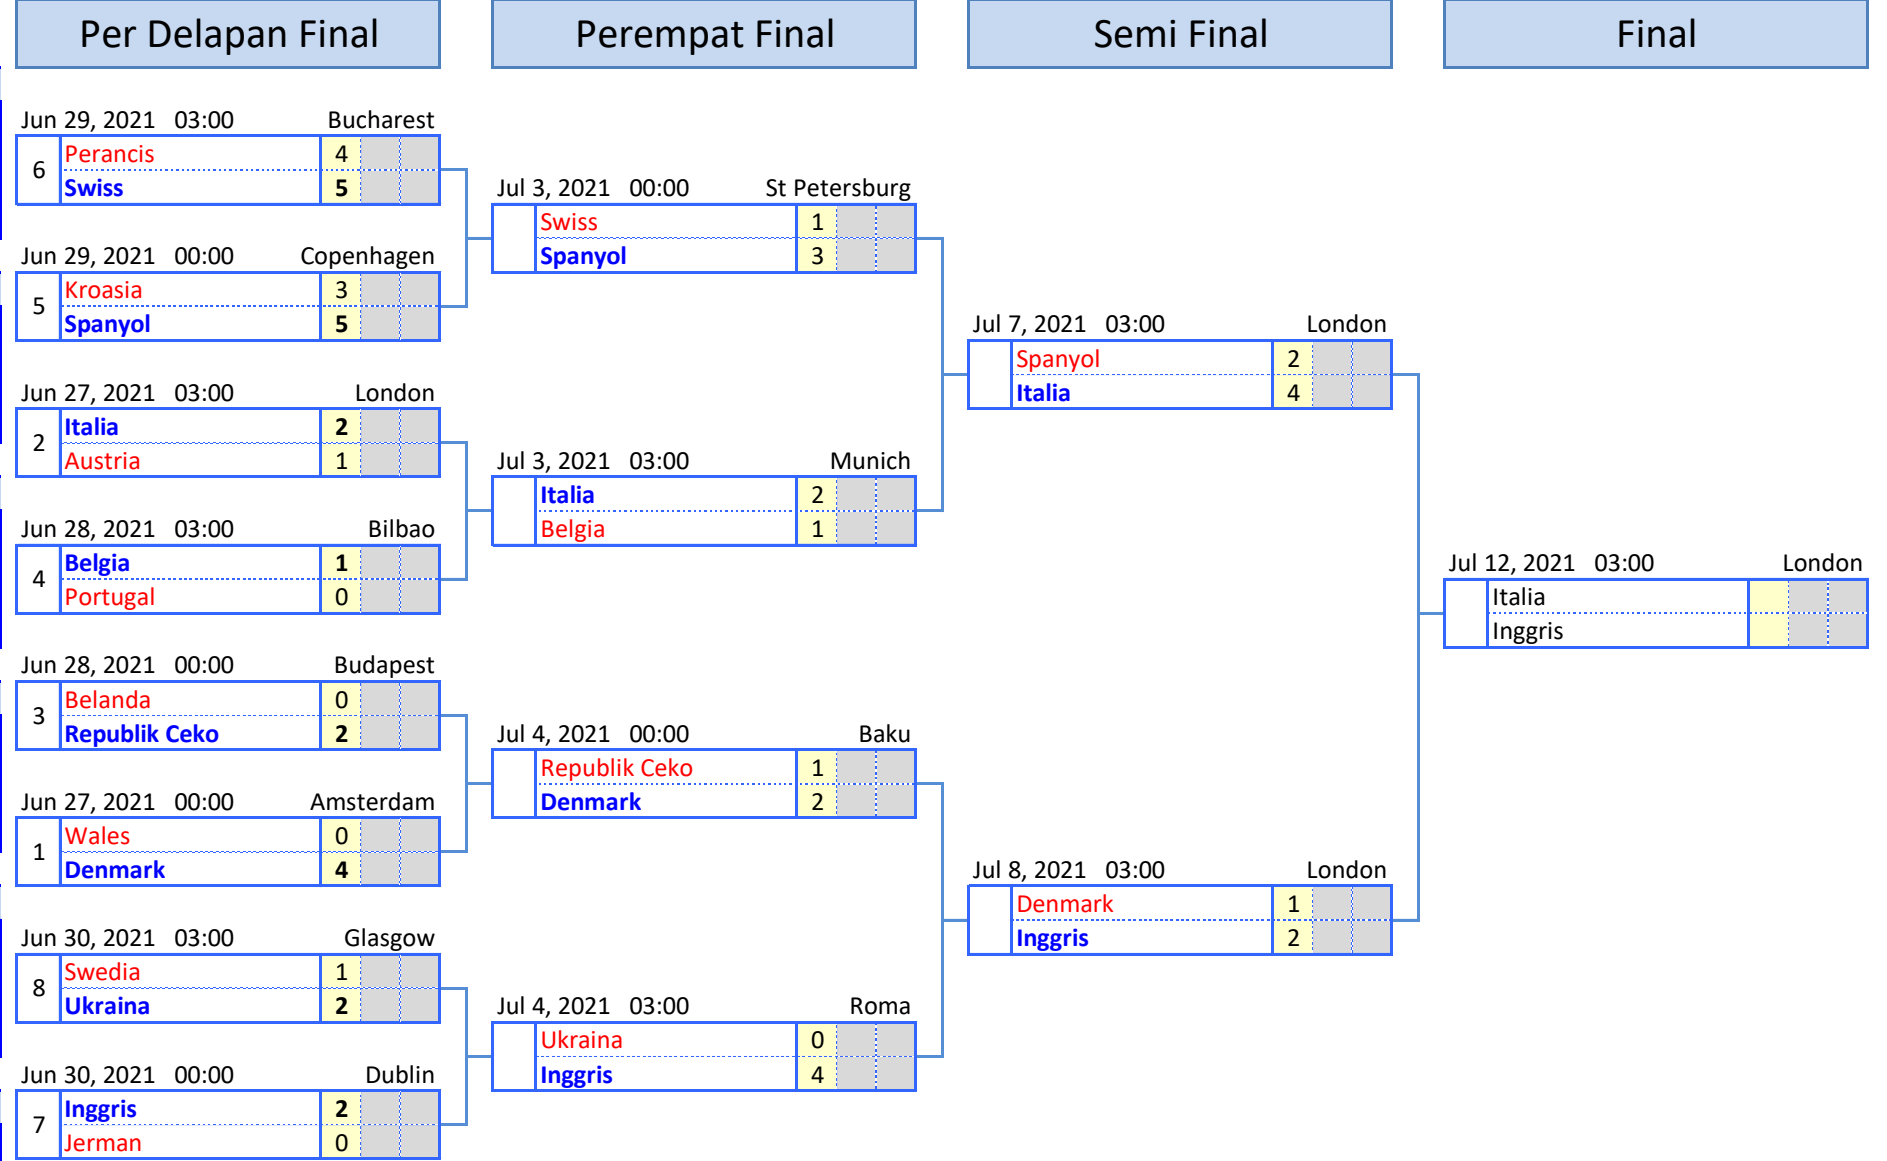 Per Delapan Final
Jun 29, 2021 03:00 Bucharest
6
Perancis 4
Swiss 5
Jun 29, 2021 00:00 Copenhagen
5
Kroasia 3
Spanyol 5
Jun 27, 2021 03:00 London
2
Italia 2
Austria 1
Jun 28, 2021 03:00 Bilbao
4
Belgia 1
Portugal 0
Jun 28, 2021 00:00 Budapest
3
Belanda 0
Republik Ceko 2
Jun 27, 2021 00:00 Amsterdam
1
Wales 0
Denmark 4
Jun 30, 2021 03:00 Glasgow
8
Swedia 1
Ukraina 2
Jun 30, 2021 00:00 Dublin
7
Inggris 2
Jerman 0
Perempat Final
Jul 3, 2021 00:00 St Petersburg
Swiss 1
Spanyol 3
Jul 3, 2021 03:00 Munich
Italia 2
Belgia 1
Jul 4, 2021 00:00 Baku
Republik Ceko 1
Denmark 2
Jul 4, 2021 03:00 Roma
Ukraina 0
Inggris 4
Semi Final
Jul 7, 2021 03:00 London
Spanyol 2
Italia 4
Jul 8, 2021 03:00 London
Denmark 1
Inggris 2
Final
Jul 12, 2021 03:00 London
Italia
Inggris